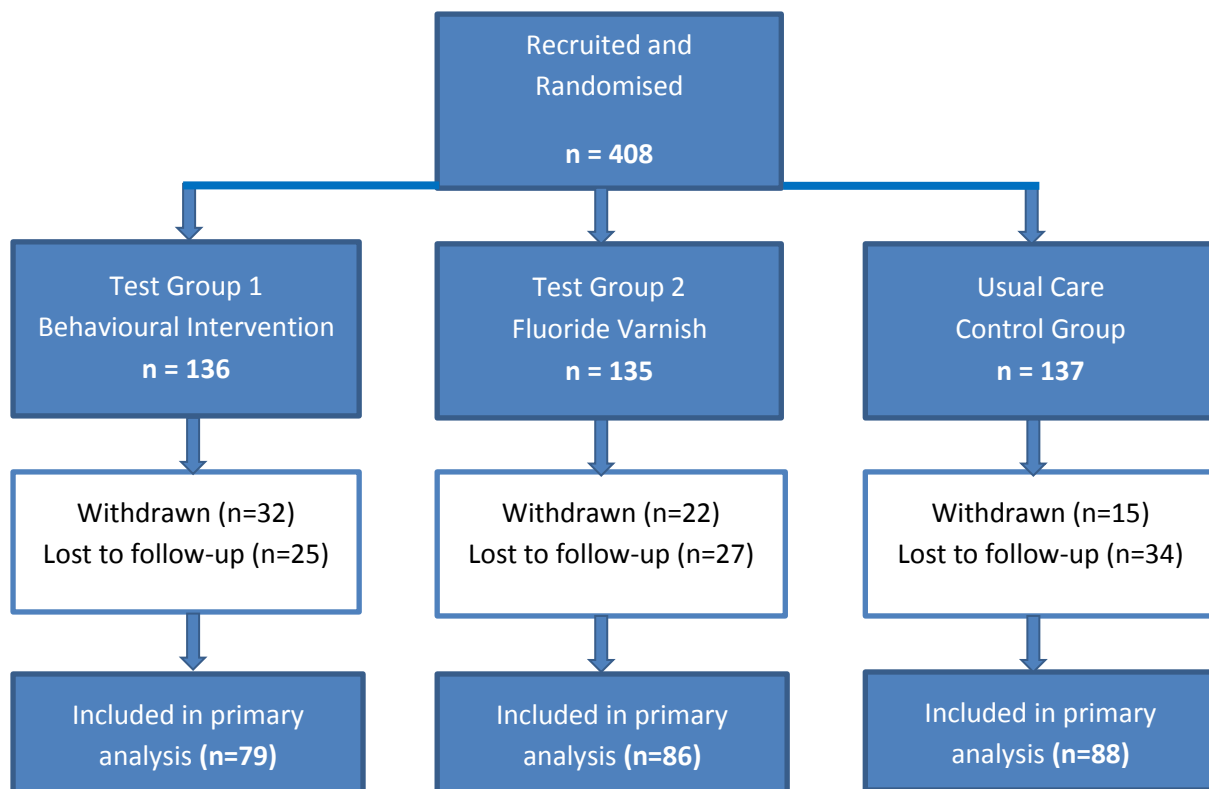 Recruited and
Randomised
n = 408
Test Group 1
Behavioural Intervention
n = 136
Test Group 2
Fluoride Varnish
n = 135
Usual Care
Control Group
n = 137
Withdrawn (n=32)
Lost to follow-up (n=25)
Withdrawn (n=22)
Lost to follow-up (n=27)
Withdrawn (n=15)
Lost to follow-up (n=34)
Included in primary
analysis (n=79)
Included in primary
analysis (n=86)
Included in primary
analysis (n=88)